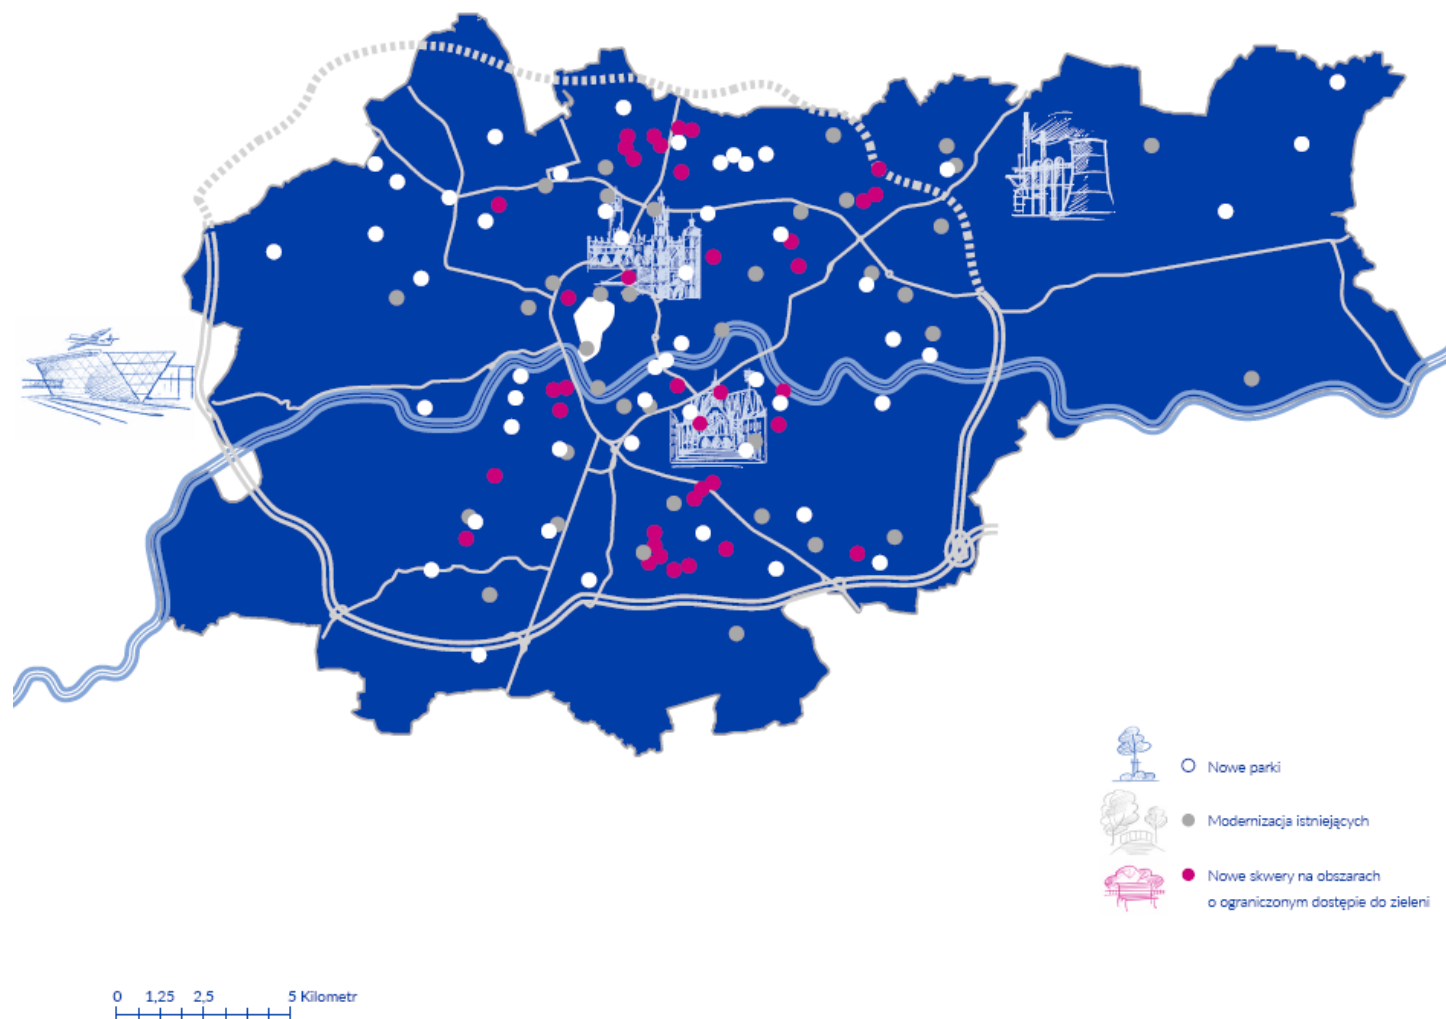 Nowe parki
Modernizacja istniejących
Nowe skwery na obszarach
o ograniczonym dostępie do zieleni
0 1,25 2,5 5 Kilometr